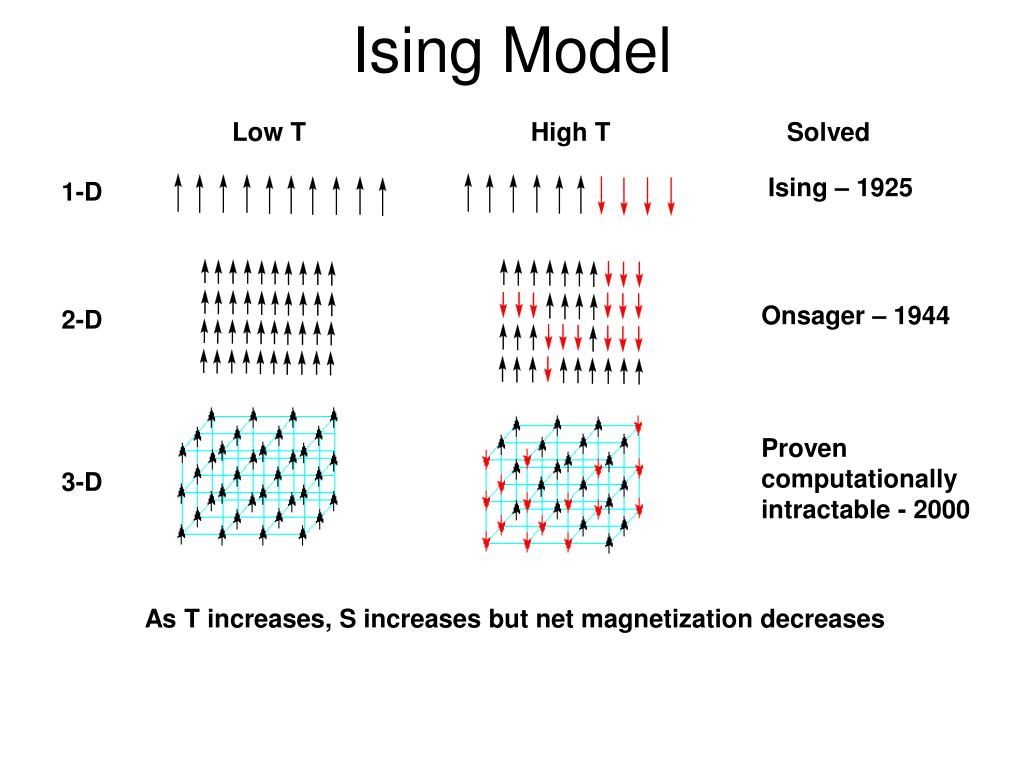 Ising Model
Low T High T Solved
1-D Ising – 1925
2-D Onsager – 1944
3-D Proven
computationally
intractable - 2000
As T increases, S increases but net magnetization decreases